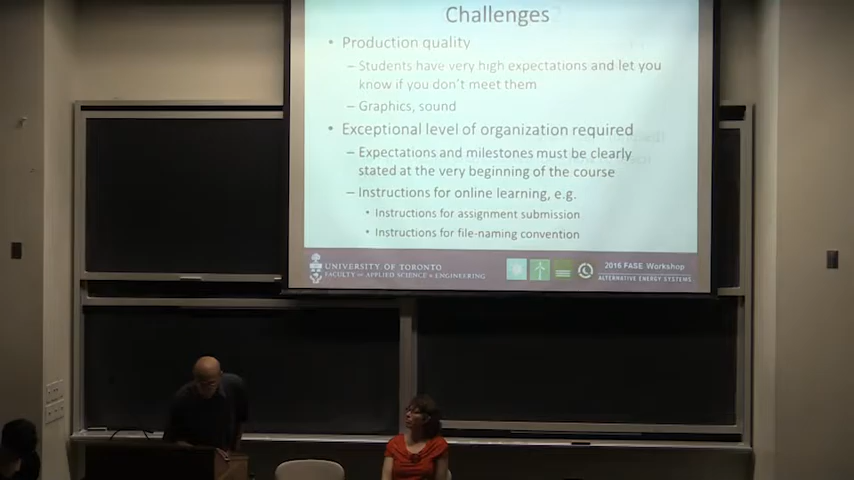 Challenges
• Production quality
– Students have very high expectations and let you
know if you don't meet them
– Graphics, sound
• Exceptional level of organization required
– Expectations and milestones must be clearly
stated at the very beginning of the course
– Instructions for online learning, e.g.
• Instructions for assignment submission
• Instructions for file-naming convention
UNIVERSITY OF TORONTO
FACULTY OF APPLIED SCIENCE & ENGINEERING
2016 FASE Workshop
ALTERNATIVE ENERGY SYSTEMS